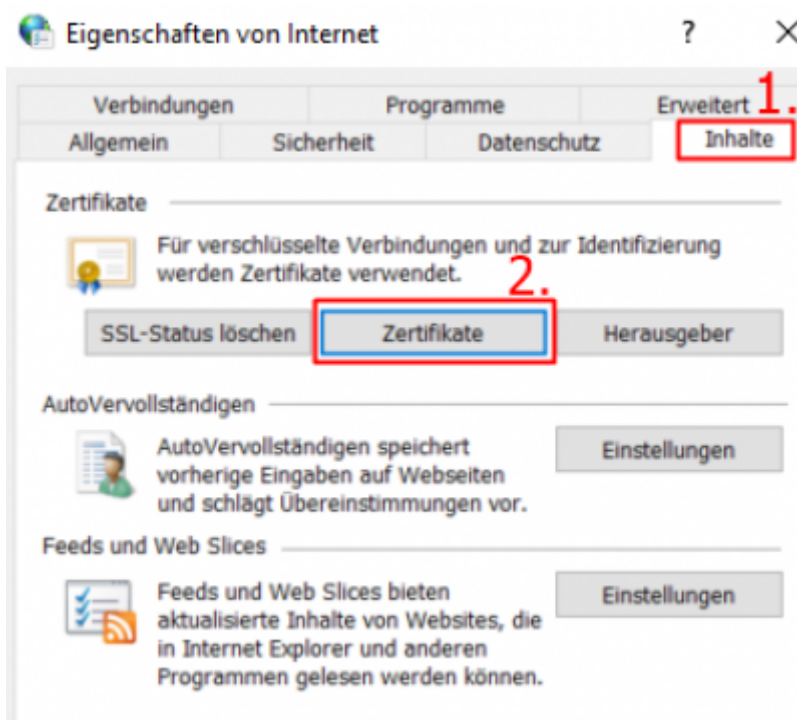 Eigenschaften von Internet ?
Verbindungen Programme Erweitert 1.
Allgemein Sicherheit Datenschutz Inhalte
Zertifikate
Für verschlüsselte Verbindungen und zur Identifizierung
werden Zertifikate verwendet.
2.
SSL-Status löschen Zertifikate Herausgeber
AutoVervollständigen
AutoVervollständigen speichert
vorherige Eingaben auf Webseiten
und schlägt Übereinstimmungen vor.
Einstellungen
Feeds und Web Slices
Feeds und Web Slices bieten
aktualisierte Inhalte von Websites, die
in Internet Explorer und anderen
Programmen gelesen werden können.
Einstellungen